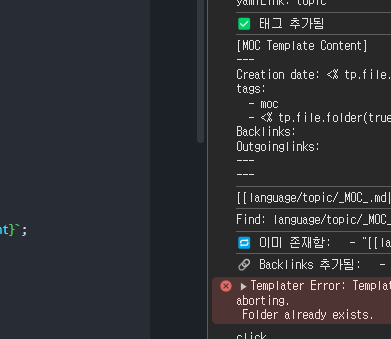 yamlLink: topic
✅ 태그 추가됨
[MOC Template Content]
---
Creation date: <% tp.file.
tags:
- moc
- <% tp.file.folder(true
Backlinks:
Outgoinglinks:
---
---
[[language/topic/_MOC_.md|
Find: language/topic/_MOC_
nt}`;
🔁 이미 존재함: - "[[la
🔗 Backlinks 추가됨: -
▶Templater Error: Templat
aborting.
Folder already exists.
click